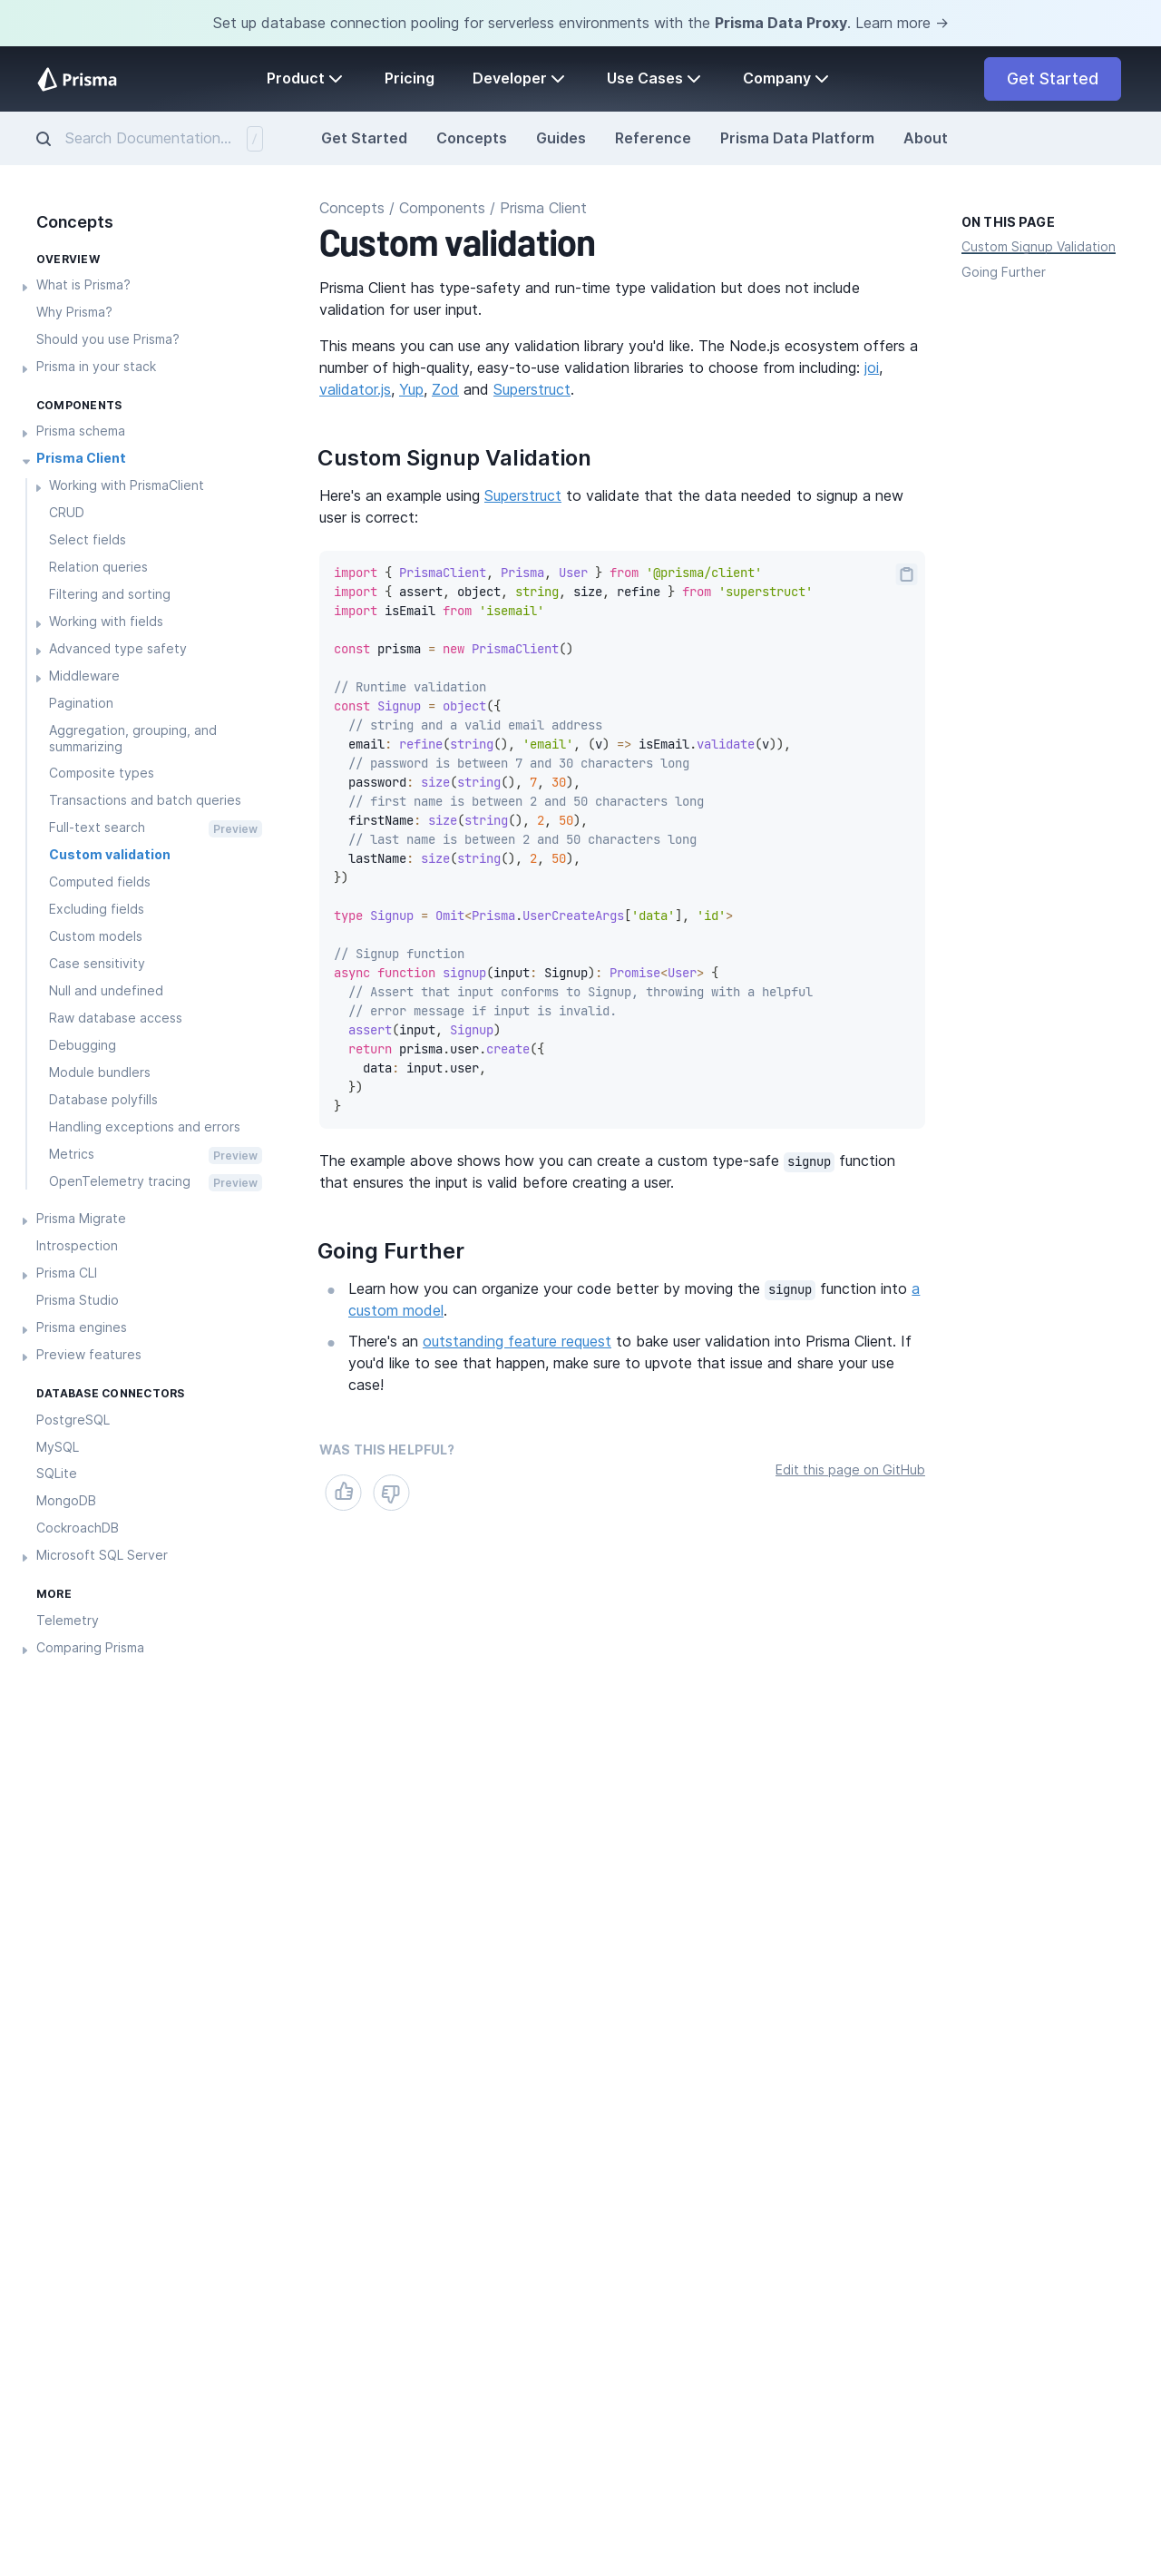 Set up database connection pooling for serverless environments with the Prisma Data Proxy. Learn more →
Prisma
Product
Pricing
Developer
Use Cases
Company
Get Started
Search Documentation...
/
Get Started
Concepts
Guides
Reference
Prisma Data Platform
About
Concepts
OVERVIEW
What is Prisma?
Why Prisma?
Should you use Prisma?
Prisma in your stack
COMPONENTS
Prisma schema
Prisma Client
Working with PrismaClient
CRUD
Select fields
Relation queries
Filtering and sorting
Working with fields
Advanced type safety
Middleware
Pagination
Aggregation, grouping, and
summarizing
Composite types
Transactions and batch queries
Full-text search
Preview
Custom validation
Computed fields
Excluding fields
Custom models
Case sensitivity
Null and undefined
Raw database access
Debugging
Module bundlers
Database polyfills
Handling exceptions and errors
Metrics
Preview
OpenTelemetry tracing
Preview
Prisma Migrate
Introspection
Prisma CLI
Prisma Studio
Prisma engines
Preview features
DATABASE CONNECTORS
PostgreSQL
MySQL
SQLite
MongoDB
CockroachDB
Microsoft SQL Server
MORE
Telemetry
Comparing Prisma
Concepts / Components / Prisma Client
Custom validation
Prisma Client has type-safety and run-time type validation but does not include
validation for user input.
This means you can use any validation library you'd like. The Node.js ecosystem offers a
number of high-quality, easy-to-use validation libraries to choose from including: joi,
validator.js, Yup, Zod and Superstruct.
Custom Signup Validation
Here's an example using Superstruct to validate that the data needed to signup a new
user is correct:
import { PrismaClient, Prisma, User } from '@prisma/client'
import { assert, object, string, size, refine } from 'superstruct'
import isEmail from 'isemail'
const prisma = new PrismaClient()
// Runtime validation
const Signup = object({
  // string and a valid email address
  email: refine(string(), 'email', (v) => isEmail.validate(v)),
  // password is between 7 and 30 characters long
  password: size(string(), 7, 30),
  // first name is between 2 and 50 characters long
  firstName: size(string(), 2, 50),
  // last name is between 2 and 50 characters long
  lastName: size(string(), 2, 50),
})
type Signup = Omit<Prisma.UserCreateArgs['data'], 'id'>
// Signup function
async function signup(input: Signup): Promise<User> {
  // Assert that input conforms to Signup, throwing with a helpful
  // error message if input is invalid.
  assert(input, Signup)
  return prisma.user.create({
    data: input.user,
  })
}
The example above shows how you can create a custom type-safe signup function
that ensures the input is valid before creating a user.
Going Further
Learn how you can organize your code better by moving the signup function into a
custom model.
There's an outstanding feature request to bake user validation into Prisma Client. If
you'd like to see that happen, make sure to upvote that issue and share your use
case!
WAS THIS HELPFUL?
Edit this page on GitHub
ON THIS PAGE
Custom Signup Validation
Going Further